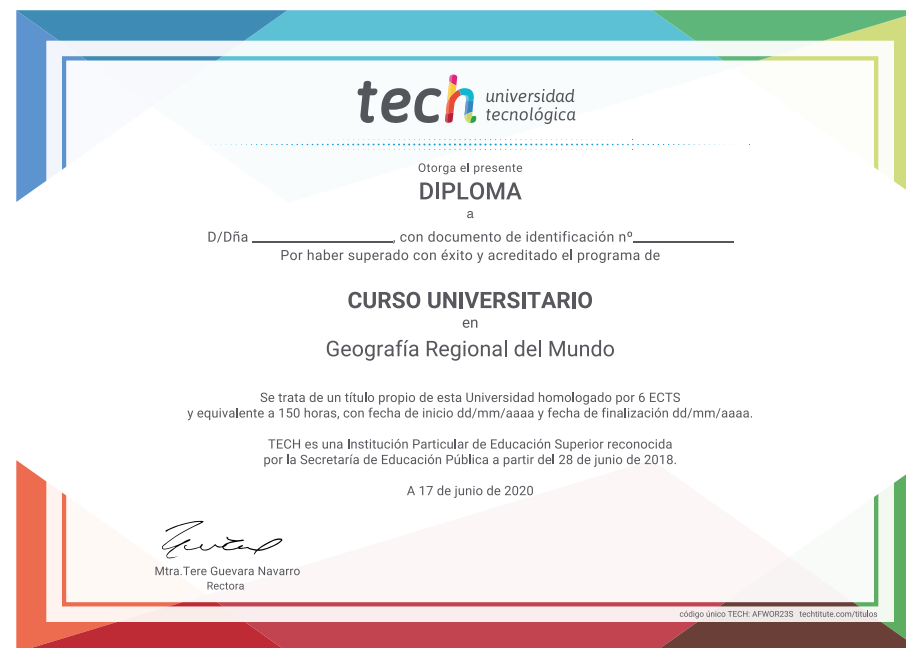 tech universidad
tecnológica
Otorga el presente
DIPLOMA
a
D/Dña ____________________, con documento de identificación nº______________
Por haber superado con éxito y acreditado el programa de
CURSO UNIVERSITARIO
en
Geografía Regional del Mundo
Se trata de un título propio de esta Universidad homologado por 6 ECTS
y equivalente a 150 horas, con fecha de inicio dd/mm/aaaa y fecha de finalización dd/mm/aaaa.
TECH es una Institución Particular de Educación Superior reconocida
por la Secretaría de Educación Pública a partir del 28 de junio de 2018.
A 17 de junio de 2020
Mtra.Tere Guevara Navarro
Rectora
código único TECH: AFWOR23S techtitute.com/titulos